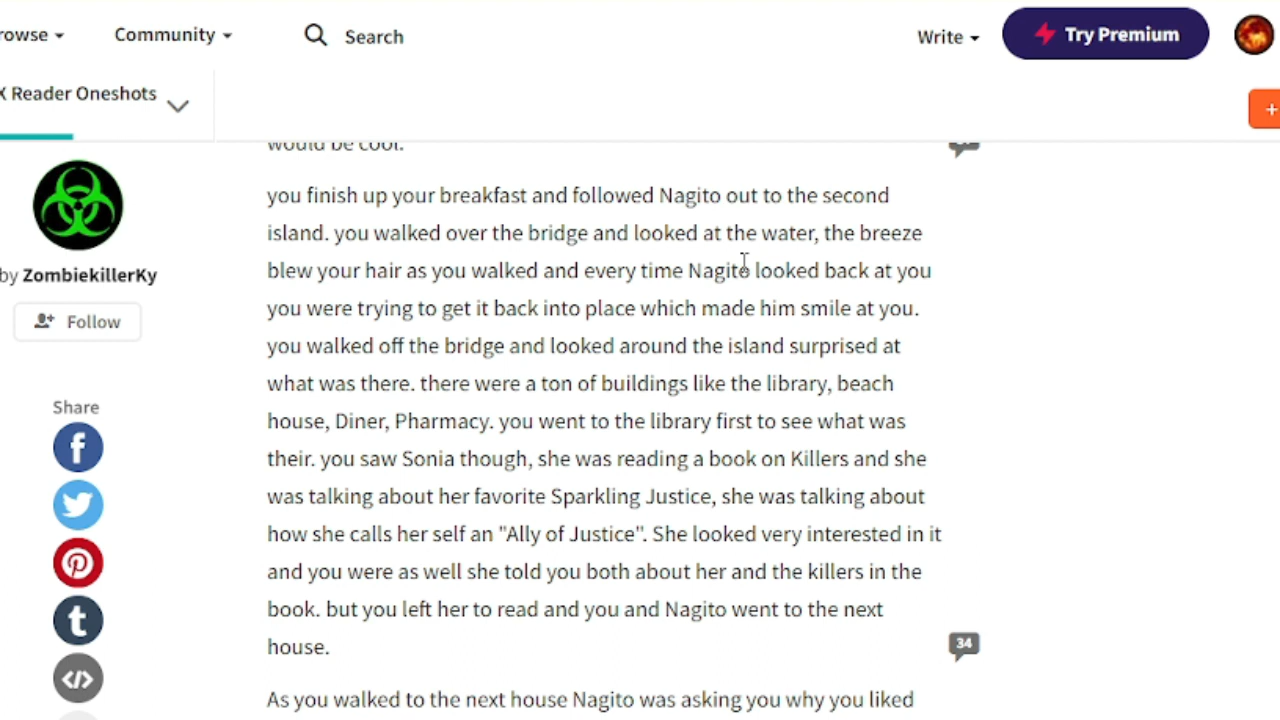 rowse
Community
Search
Write
Try Premium
X Reader Oneshots
+
by ZombiekillerKy
Follow
Share
would be cool.
you finish up your breakfast and followed Nagito out to the second
island. you walked over the bridge and looked at the water, the breeze
blew your hair as you walked and every time Nagito looked back at you
you were trying to get it back into place which made him smile at you.
you walked off the bridge and looked around the island surprised at
what was there. there were a ton of buildings like the library, beach
house, Diner, Pharmacy. you went to the library first to see what was
their. you saw Sonia though, she was reading a book on Killers and she
was talking about her favorite Sparkling Justice, she was talking about
how she calls her self an "Ally of Justice". She looked very interested in it
and you were as well she told you both about her and the killers in the
book. but you left her to read and you and Nagito went to the next
house.
34
As you walked to the next house Nagito was asking you why you liked